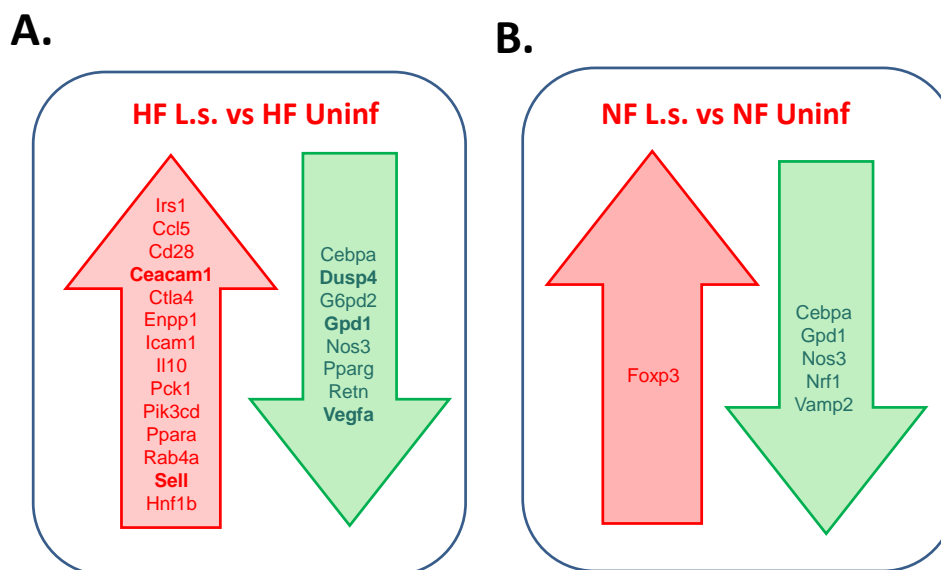 A.
HF L.s. vs HF Uninf
Irs1
Ccl5
Cd28
Ceacam1
Ctla4
Enpp1
Icam1
Il10
Pck1
Pik3cd
Ppara
Rab4a
Sell
Hnf1b
Cebpa
Dusp4
G6pd2
Gpd1
Nos3
Pparg
Retn
Vegfa
B.
NF L.s. vs NF Uninf
Foxp3
Cebpa
Gpd1
Nos3
Nrf1
Vamp2